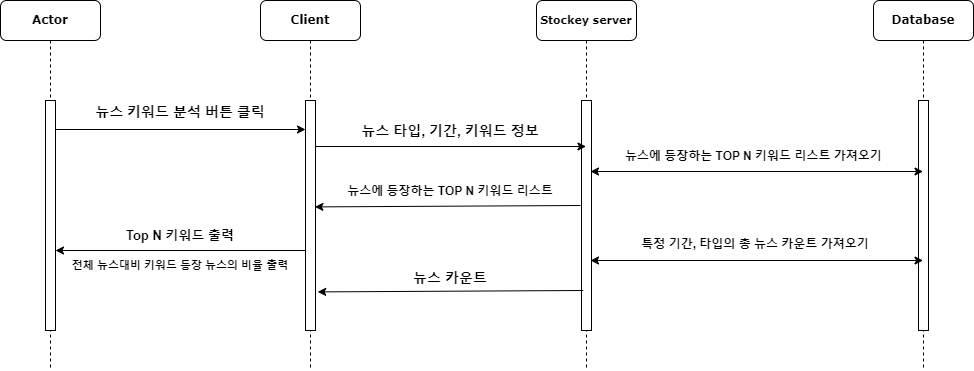 Actor
Client
Stockey server
Database
뉴스 키워드 분석 버튼 클릭
뉴스 타입, 기간, 키워드 정보
뉴스에 등장하는 TOP N 키워드 리스트 가져오기
뉴스에 등장하는 TOP N 키워드 리스트
Top N 키워드 출력
전체 뉴스대비 키워드 등장 뉴스의 비율 출력
특정 기간, 타입의 총 뉴스 카운트 가져오기
뉴스 카운트